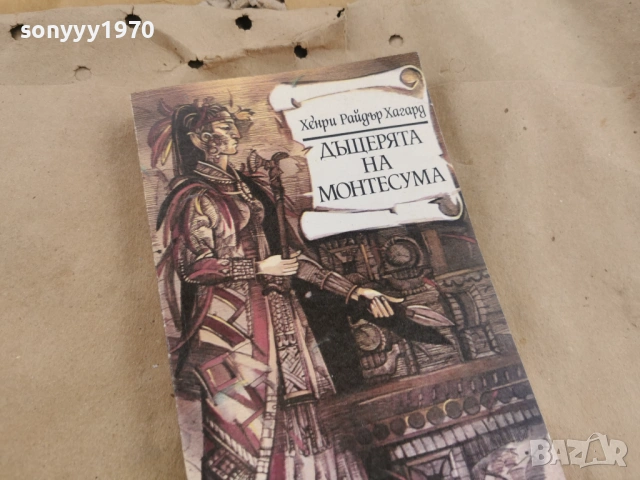 sonyyy1970
Хенри Райдър Хагард
ДЪЩЕРЯТА
НА
МОНТЕСУМА
BAZAR